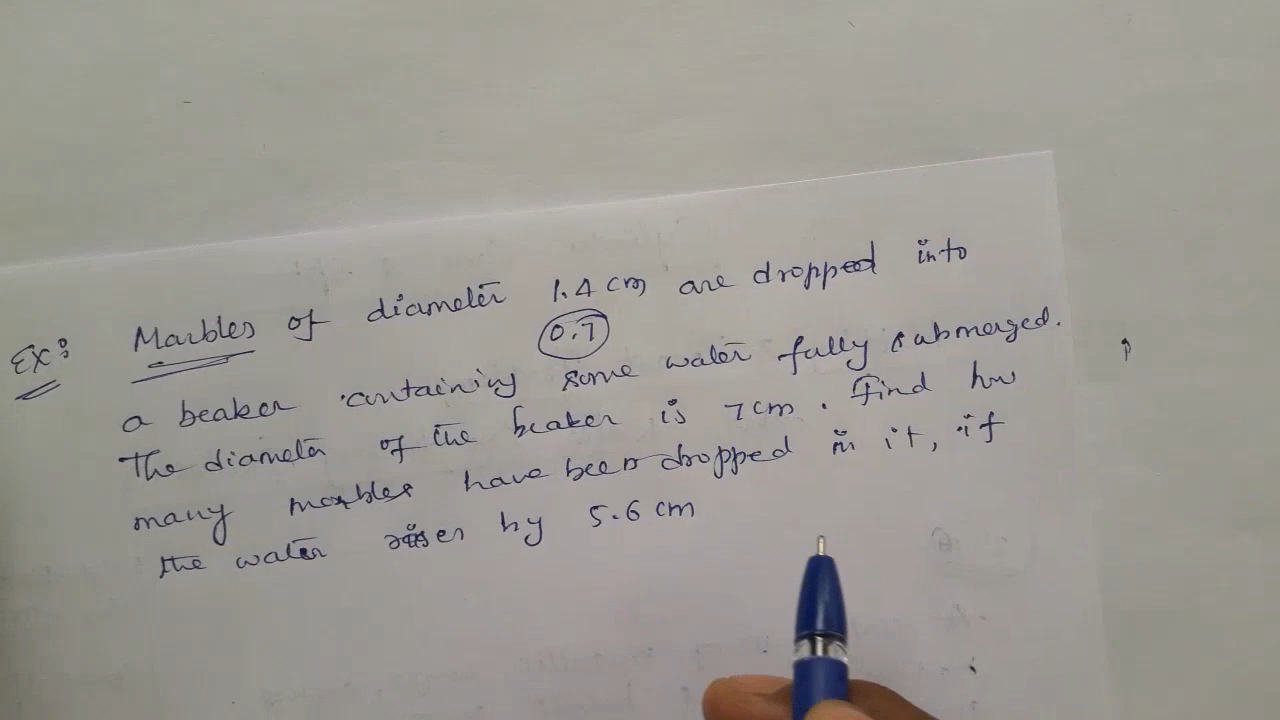 Ex: Marbles of diameter 1.4 cm are dropped into
0.7
a beaker containing some water fully submerged.
The diameter of the beaker is 7 cm. Find how
many marbles have been dropped in it, if
the water rises by 5.6 cm